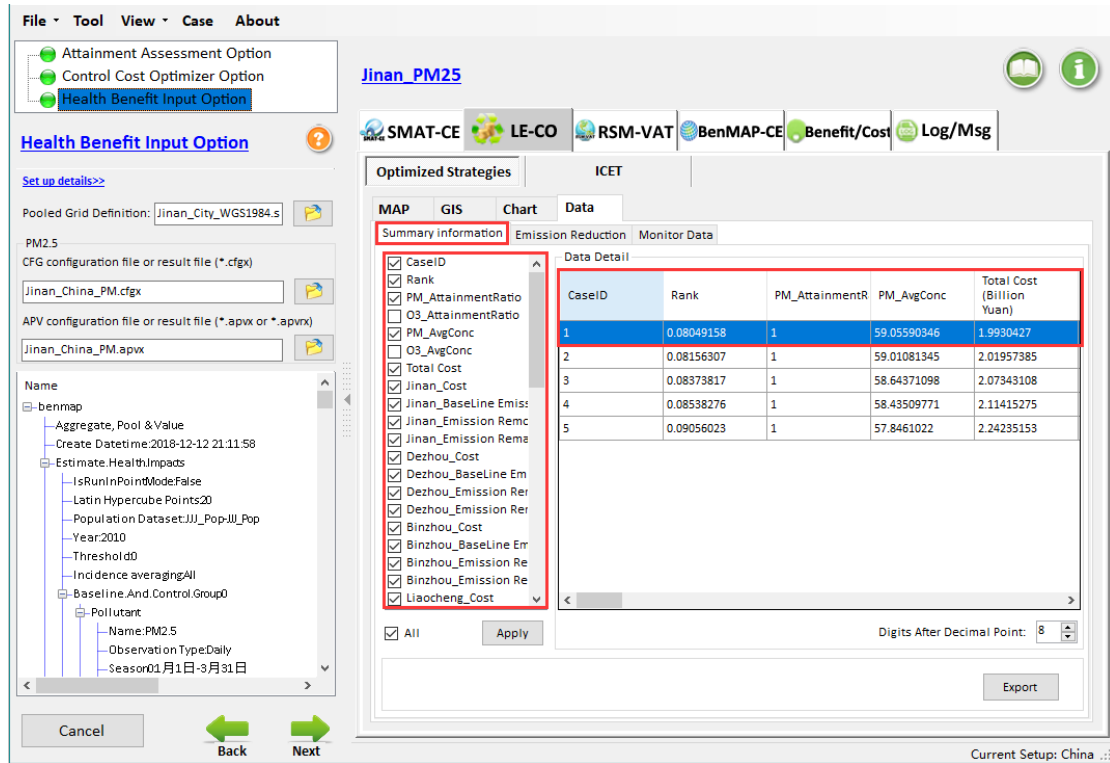 File Tool View Case About
Attainment Assessment Option
Control Cost Optimizer Option
Health Benefit Input Option
Health Benefit Input Option
Set up details>>
Pooled Grid Definition: Jinan_City_WGS1984.s
PM2.5
CFG configuration file or result file (*.cfgx)
Jinan_China_PM.cfgx
APV configuration file or result file (*.apvx or *.apvrx)
Jinan_China_PM.apvx
Name
benmap
Aggregate, Pool & Value
Create Datetime:2018-12-12 21:11:58
Estimate.Health.Impacts
IsRunInPointMode:False
Latin Hypercube Points:20
Population Dataset:JJJ_Pop-JJJ_Pop
Year:2010
Threshold:0
Incidence averaging:All
Baseline.And.Control.Group0
Pollutant
Name:PM2.5
Observation Type:Daily
Season01月1日-3月31日
Cancel
Back
Next
Jinan_PM25
SMAT-CE LE-CO RSM-VAT BenMAP-CE Benefit/Cost Log/Msg
Optimized Strategies ICET
MAP GIS Chart Data
Summary information Emission Reduction Monitor Data
CaseID
Rank
PM_AttainmentRatio
O3_AttainmentRatio
PM_AvgConc
O3_AvgConc
Total Cost
Jinan_Cost
Jinan_BaseLine Emiss
Jinan_Emission Remo
Jinan_Emission Rema
Dezhou_Cost
Dezhou_BaseLine Em
Dezhou_Emission Rer
Dezhou_Emission Rer
Binzhou_Cost
Binzhou_BaseLine Em
Binzhou_Emission Re
Binzhou_Emission Re
Liaocheng_Cost
All
Apply
Data Detail
CaseID Rank PM_AttainmentR PM_AvgConc Total Cost (Billion Yuan)
1 0.08049158 1 59.05590346 1.9930427
2 0.08156307 1 59.01081345 2.01957385
3 0.08373817 1 58.64371098 2.07343108
4 0.08538276 1 58.43509771 2.11415275
5 0.09056023 1 57.8461022 2.24235153
Digits After Decimal Point: 8
Export
Current Setup: China